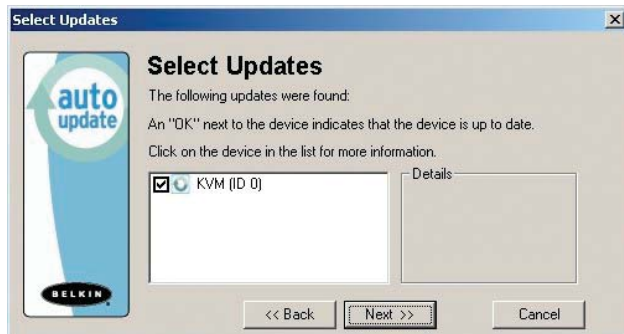 Select Updates
auto
update
BELKIN
Select Updates
The following updates were found:
An "OK" next to the device indicates that the device is up to date.
Click on the device in the list for more information.
KVM (ID 0)
Details
<< Back
Next >>
Cancel